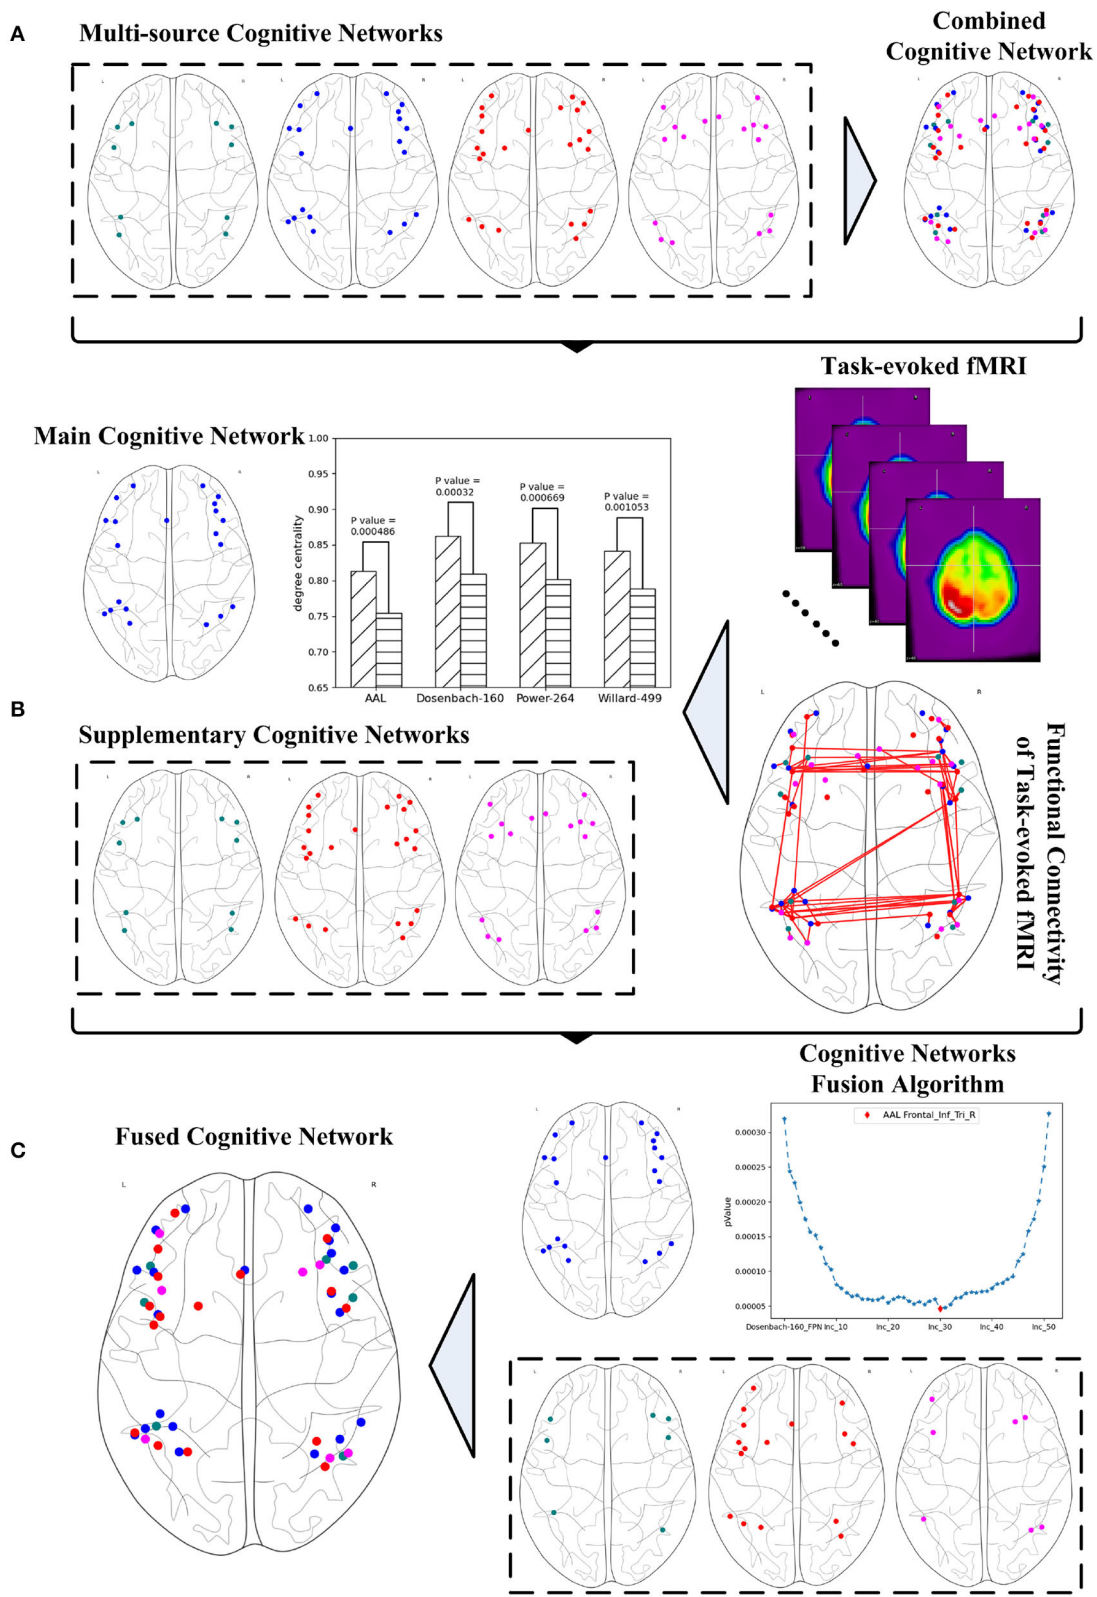 A
Multi-source Cognitive Networks
Combined
Cognitive Network
L
R
L
R
L
R
L
R
L
R
Task-evoked fMRI
Main Cognitive Network
L
R
1.00
0.95
0.90
0.85
0.80
0.75
0.70
0.65
degree centrality
P value =
0.000486
P value =
0.00032
P value =
0.000669
P value =
0.001053
AAL
Dosenbach-160
Power-264
Willard-499
B
Supplementary Cognitive Networks
L
R
L
R
L
R
L
R
Functional Connectivity
of Task-evoked fMRI
Cognitive Networks
Fusion Algorithm
C
Fused Cognitive Network
L
R
L
R
AAL Frontal_Inf_Tri_R
0.00030
0.00025
0.00020
0.00015
0.00010
0.00005
pValue
Dosenbach-160_FPN
Inc_10
Inc_20
Inc_30
Inc_40
Inc_50
L
R
L
R
L
R